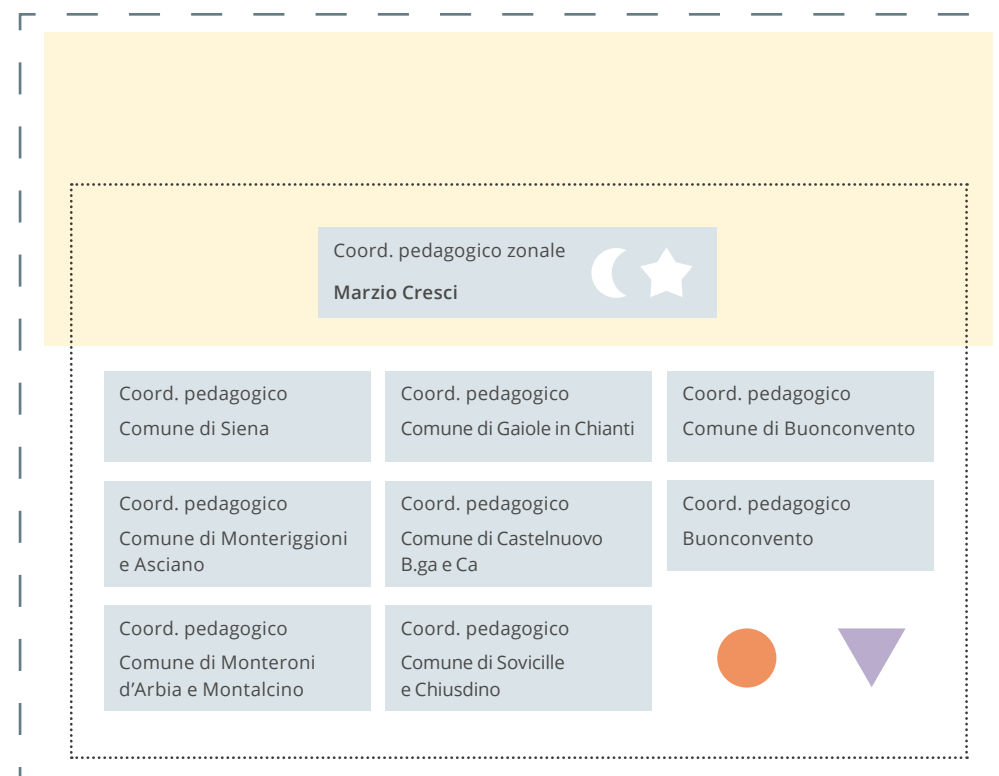 Coord. pedagogico zonale
Marzio Cresci
Coord. pedagogico
Comune di Siena
Coord. pedagogico
Comune di Gaiole in Chianti
Coord. pedagogico
Comune di Buonconvento
Coord. pedagogico
Comune di Monteriggioni
e Asciano
Coord. pedagogico
Comune di Castelnuovo
B.ga e Ca
Coord. pedagogico
Buonconvento
Coord. pedagogico
Comune di Monteroni
d'Arbia e Montalcino
Coord. pedagogico
Comune di Sovicille
e Chiusdino